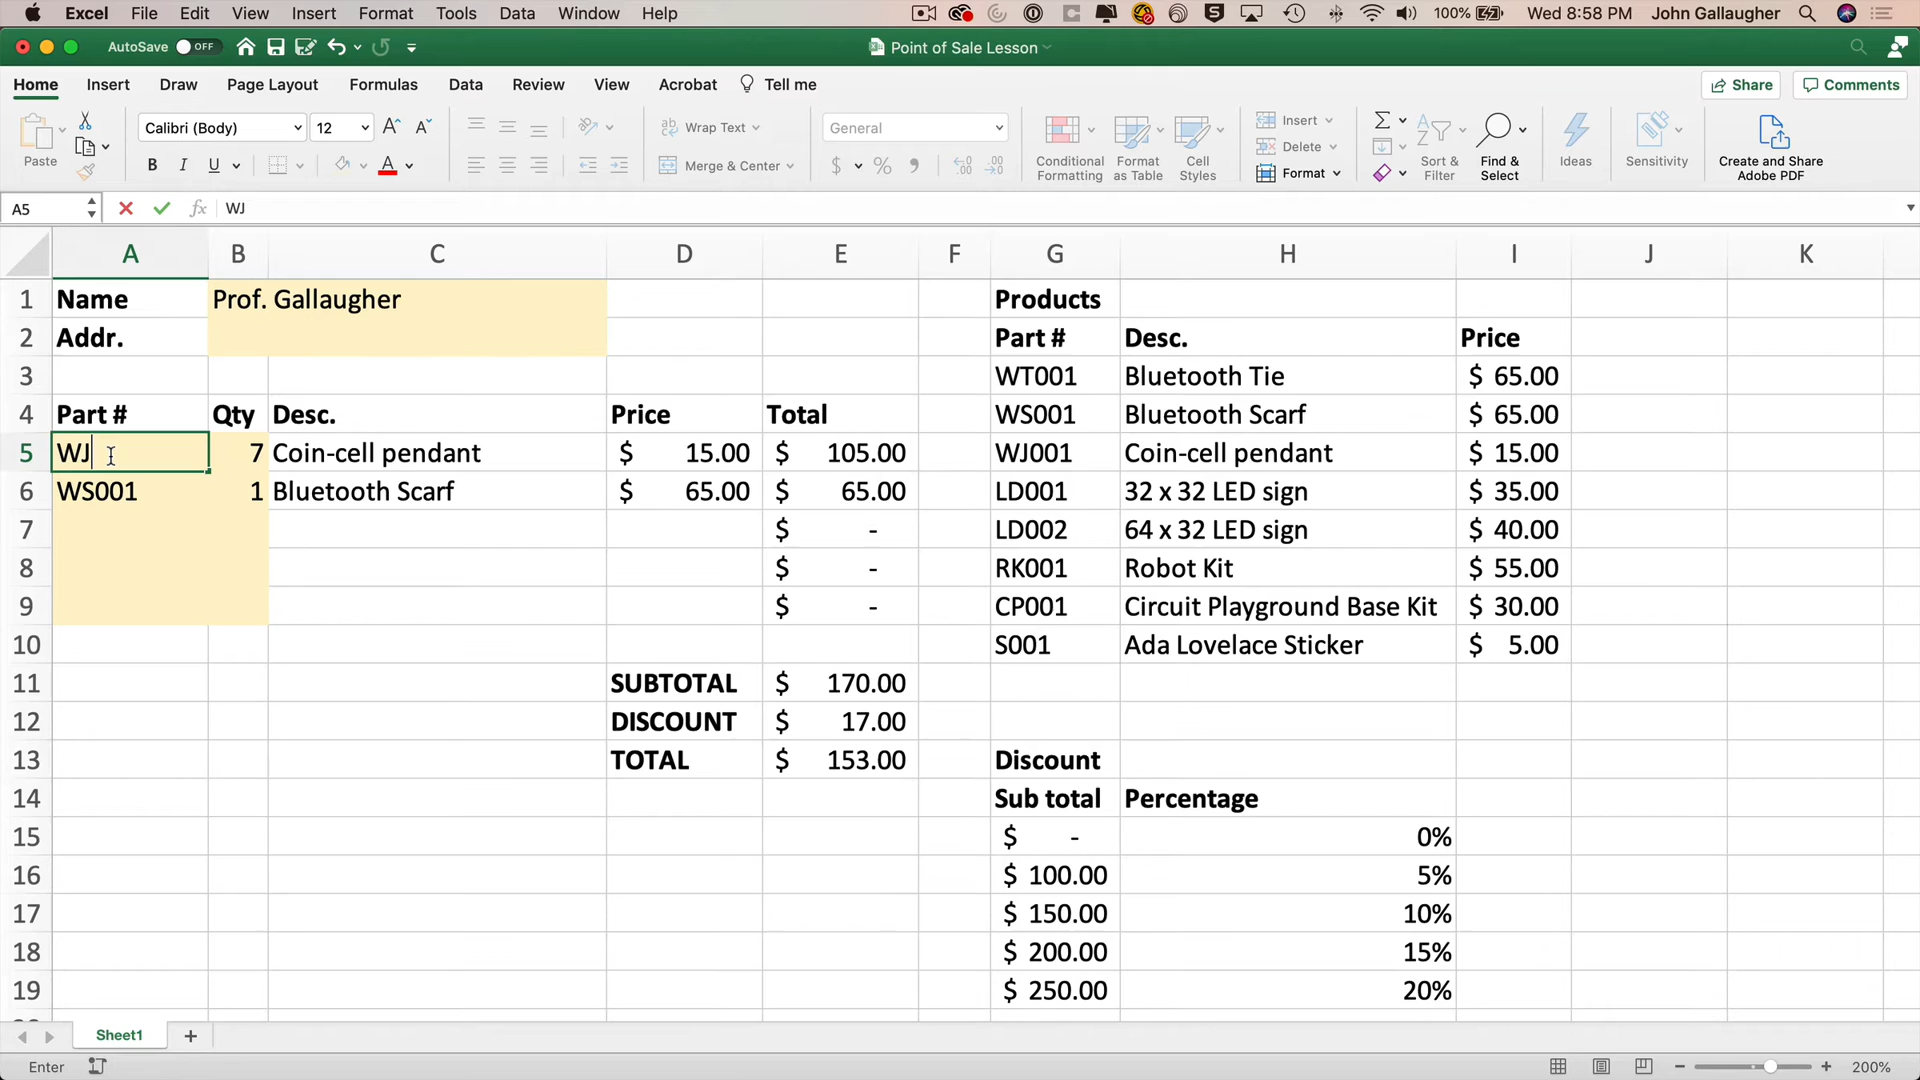 Excel File Edit View Insert Format Tools Data Window Help 100% Wed 8:58 PM John Gallaugher
AutoSave OFF Point of Sale Lesson
Home Insert Draw Page Layout Formulas Data Review View Acrobat Tell me Share Comments
Paste Calibri (Body) 12 Wrap Text General Insert
B I U A Merge & Center $ % Conditional Formatting Format as Table Cell Styles Delete Format Sort & Filter Find & Select Ideas Sensitivity Create and Share Adobe PDF
A5 fx WJ
A B C D E F G H I J K
1 Name Prof. Gallaugher Products
2 Addr. Part # Desc. Price
3 WT001 Bluetooth Tie $ 65.00
4 Part # Qty Desc. Price Total WS001 Bluetooth Scarf $ 65.00
5 WJ 7 Coin-cell pendant $ 15.00 $ 105.00 WJ001 Coin-cell pendant $ 15.00
6 WS001 1 Bluetooth Scarf $ 65.00 $ 65.00 LD001 32 x 32 LED sign $ 35.00
7 $ - LD002 64 x 32 LED sign $ 40.00
8 $ - RK001 Robot Kit $ 55.00
9 $ - CP001 Circuit Playground Base Kit $ 30.00
10 S001 Ada Lovelace Sticker $ 5.00
11 SUBTOTAL $ 170.00
12 DISCOUNT $ 17.00
13 TOTAL $ 153.00 Discount
14 Sub total Percentage
15 $ - 0%
16 $ 100.00 5%
17 $ 150.00 10%
18 $ 200.00 15%
19 $ 250.00 20%
Sheet1 +
Enter 200%